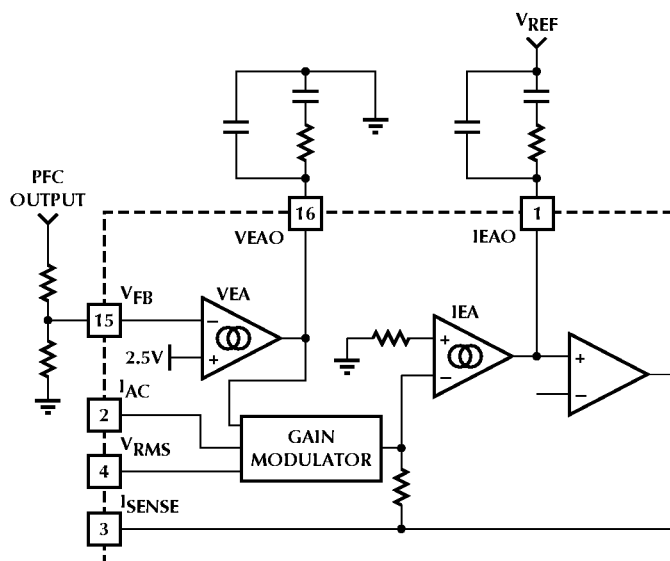 VREF
PFC
OUTPUT
16
1
VEAO
IEAO
VFB
VEA
IEA
15
−
+
2.5V
+
−
+
−
IAC
2
VRMS
GAIN
MODULATOR
4
ISENSE
3